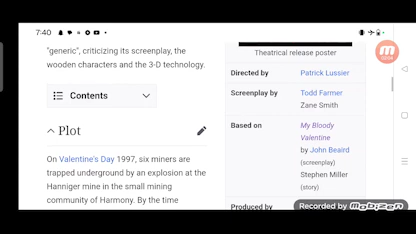 7:40
"generic", criticizing its screenplay, the
wooden characters and the 3-D technology.
Contents
Plot
On Valentine's Day 1997, six miners are
trapped underground by an explosion at the
Hanniger mine in the small mining
community of Harmony. By the time
Theatrical release poster
Directed by Patrick Lussier
Screenplay by Todd Farmer
Zane Smith
Based on My Bloody
Valentine
by John Beaird
(screenplay)
Stephen Miller
(story)
Produced by
Recorded by Mobizen